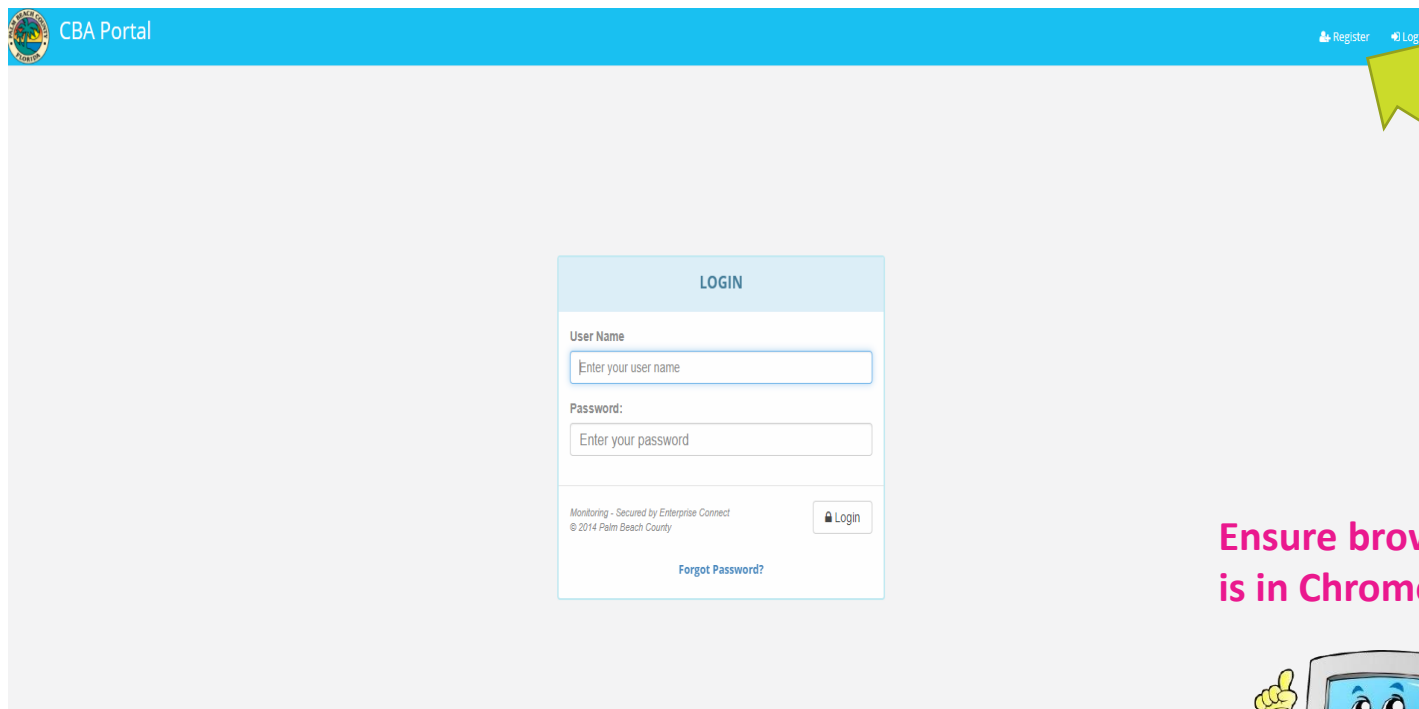 CBA Portal
Register
LOGIN
User Name
Enter your user name
Password:
Enter your password
Monitoring - Secured by Enterprise Connect
© 2014 Palm Beach County
Login
Forgot Password?
Ensure
is in